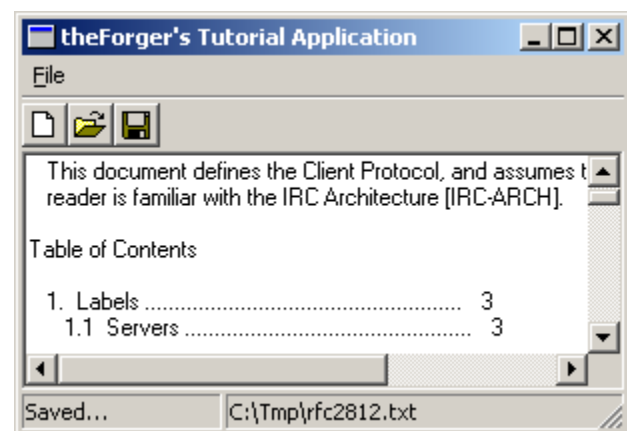 theForger's Tutorial Application
File
This document defines the Client Protocol, and assumes t
reader is familiar with the IRC Architecture [IRC-ARCH].
Table of Contents
1. Labels .................................................. 3
1.1 Servers .............................................. 3
Saved... C:\Tmp\rfc2812.txt